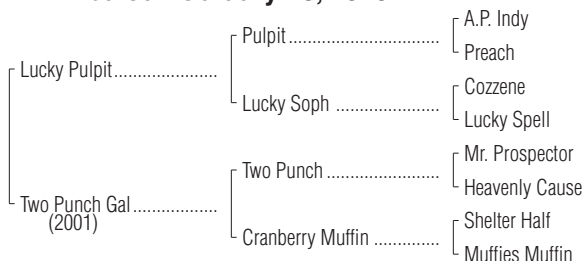 Pulpit
A.P. Indy
Preach
Lucky Pulpit
Lucky Soph
Cozzene
Lucky Spell
Two Punch
Mr. Prospector
Heavenly Cause
Two Punch Gal
(2001)
Cranberry Muffin
Shelter Half
Muffies Muffin